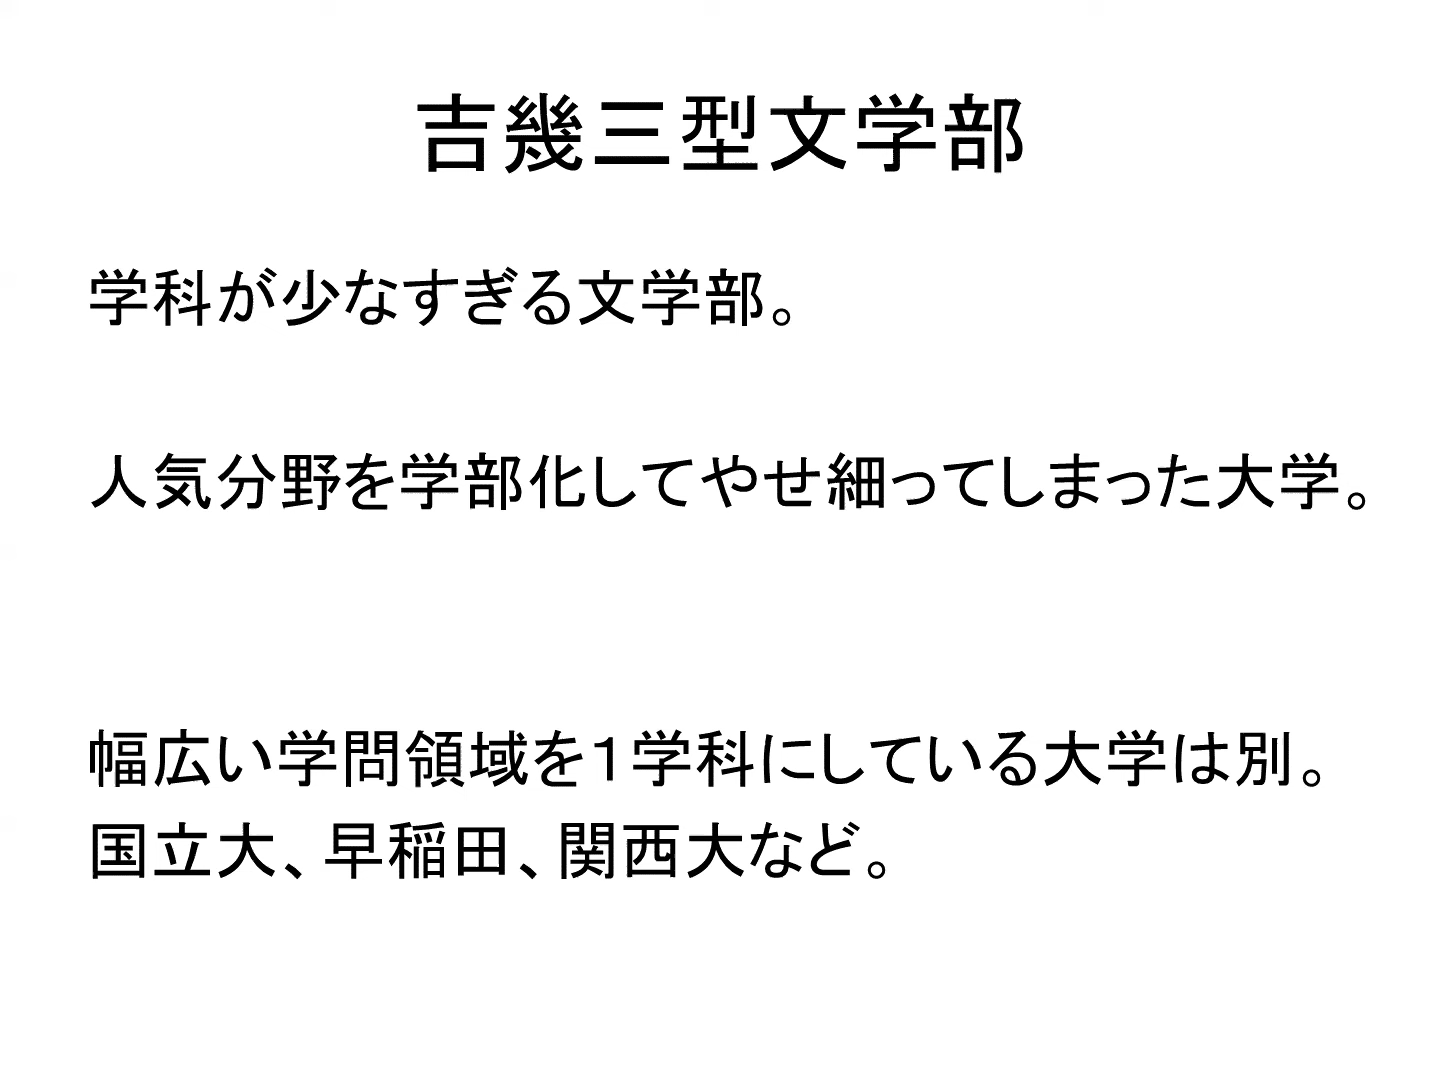 吉幾三型文学部
学科が少なすぎる文学部。
人気分野を学部化してやせ細ってしまった大学。
幅広い学問領域を１学科にしている大学は別。
国立大、早稲田、関西大など。